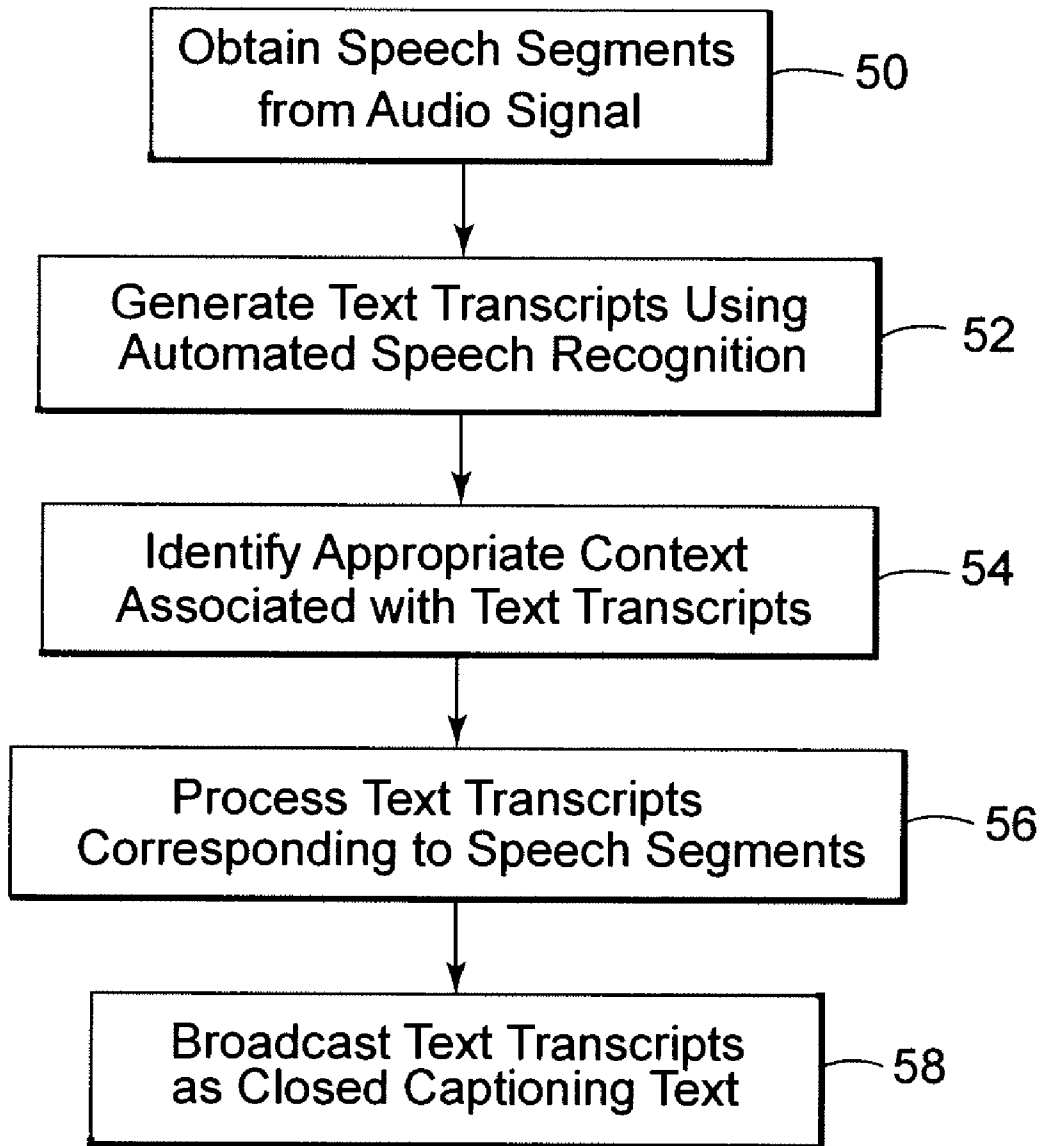 Obtain Speech Segments
from Audio Signal
50
Generate Text Transcripts Using
Automated Speech Recognition
52
Identify Appropriate Context
Associated with Text Transcripts
54
Process Text Transcripts
Corresponding to Speech Segments
56
Broadcast Text Transcripts
as Closed Captioning Text
58